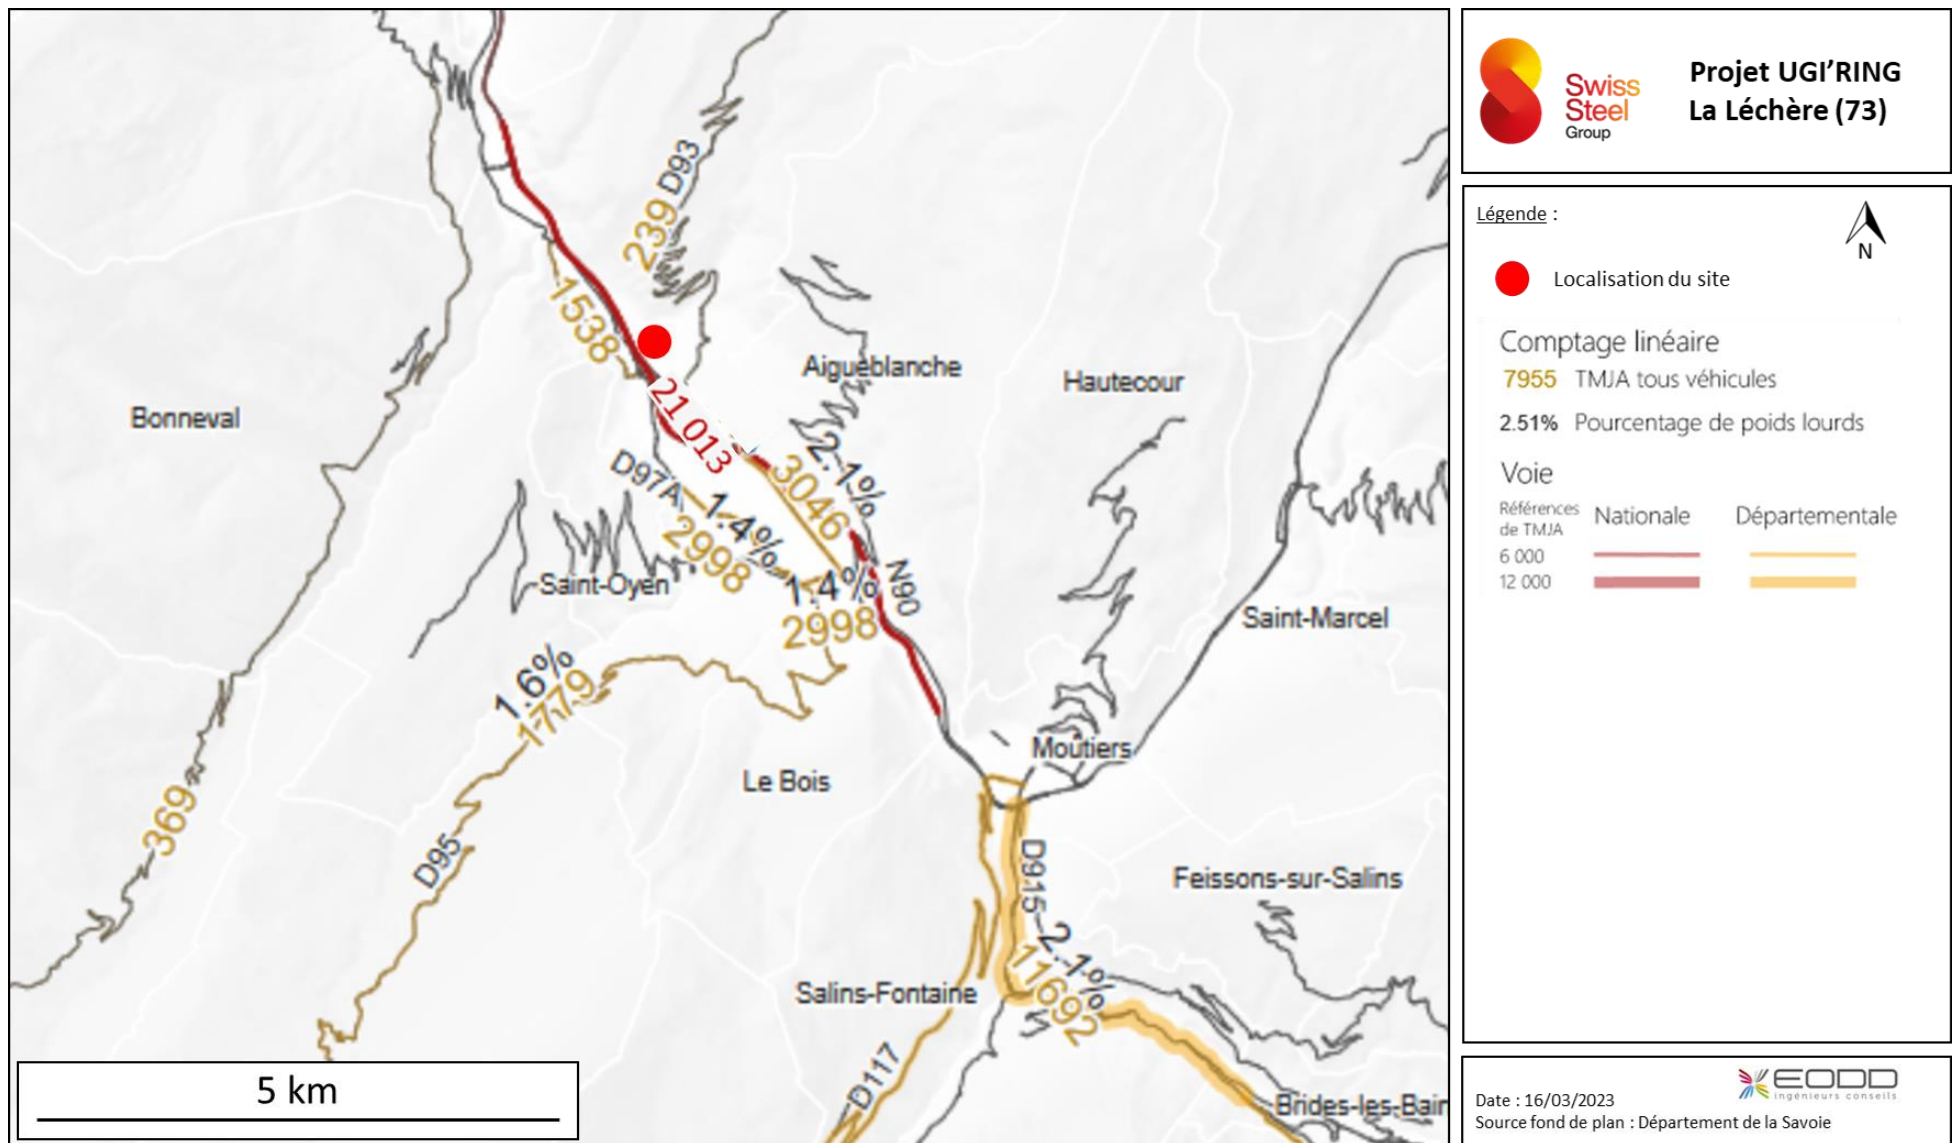 239 D93
1538
Aigueblanche
Hautecour
Bonneval
21 013
2.1%
3046
D97A
1.4%
2998
Saint-Oyen
1.4%
2998
N90
Saint-Marcel
1.6%
1779
Moûtiers
Le Bois
369
D95
D915
2.1%
11692
Feissons-sur-Salins
Salins-Fontaine
D117
Brides-les-Bain
5 km
Swiss
Steel
Group
Projet UGI’RING
La Léchère (73)
Légende :
N
Localisation du site
Comptage linéaire
7955 TMJA tous véhicules
2.51% Pourcentage de poids lourds
Voie
Références
de TMJA
Nationale Départementale
6 000
12 000
EODD
ingénieurs conseils
Date : 16/03/2023
Source fond de plan : Département de la Savoie